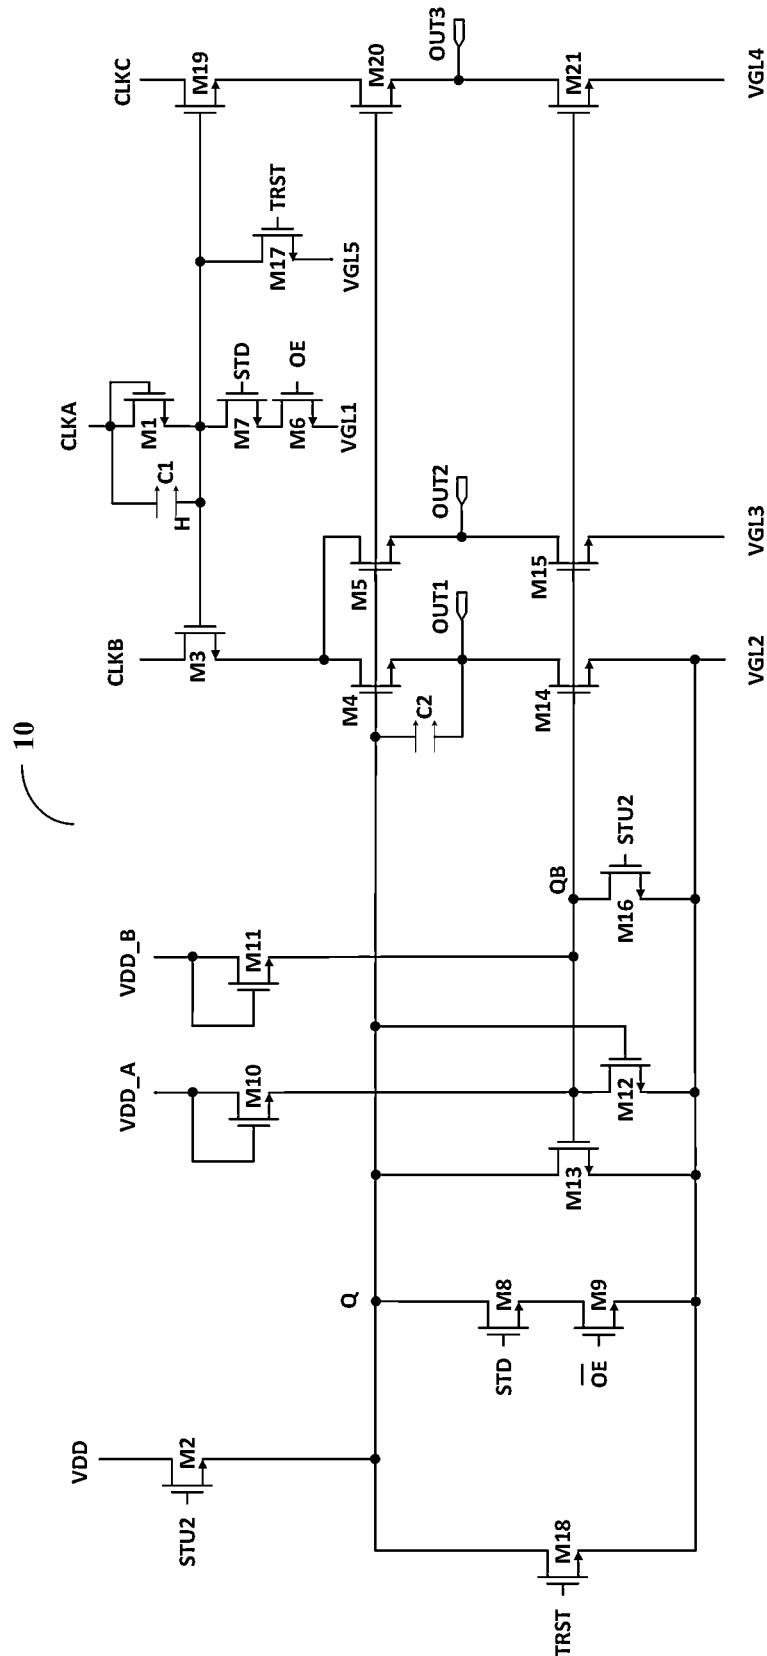 10
VDD
STU2
M2
TRST
M18
Q
STD
M8
OE
M9
VDD_A
M10
M13
M12
VDD_B
M11
QB
M16
STU2
CLKB
M3
M4
C2
OUT1
M14
VGL2
M5
OUT2
M15
VGL3
H
C1
CLKA
M1
M7
STD
M6
OE
VGL1
M17
TRST
VGL5
CLKC
M19
M20
OUT3
M21
VGL4